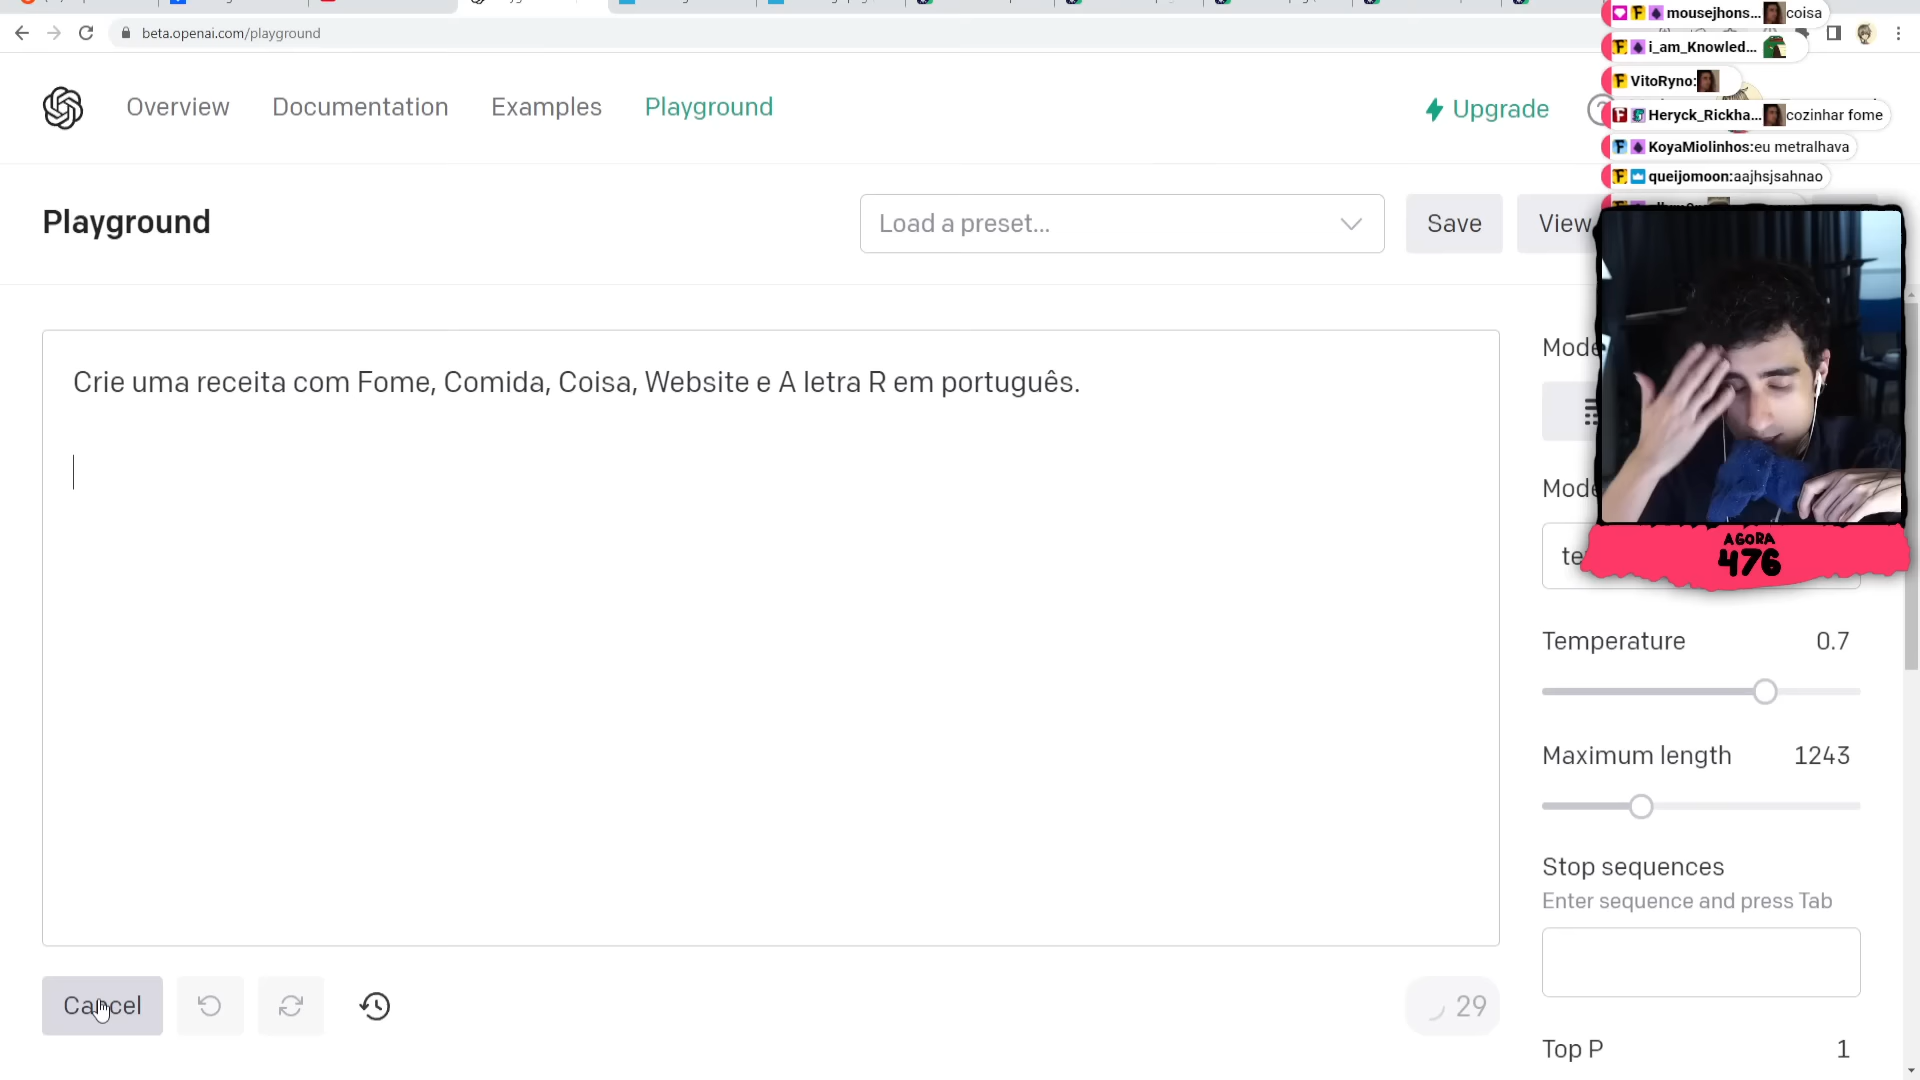 beta.openai.com/playground
mousejhons... coisa
i_am_Knowled...
VitoRyno:
Heryck_Rickha... cozinhar fome
KoyaMiolinhos:eu metralhava
queijomoon:aajhsjsahnao
Overview Documentation Examples Playground
Upgrade
Playground
Load a preset...
Save
View
Crie uma receita com Fome, Comida, Coisa, Website e A letra R em português.
AGORA
476
Temperature 0.7
Maximum length 1243
Stop sequences
Enter sequence and press Tab
Cancel
29
Top P 1